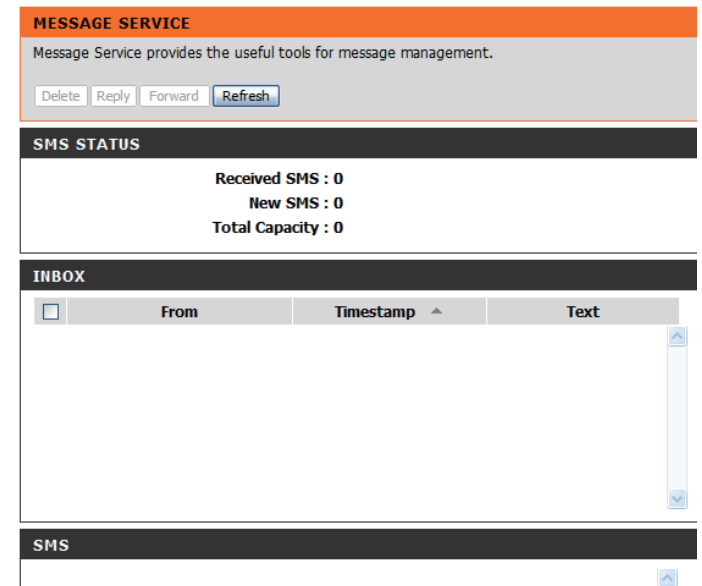 MESSAGE SERVICE
Message Service provides the useful tools for message management.
Delete Reply Forward Refresh
SMS STATUS
Received SMS : 0
New SMS : 0
Total Capacity : 0
INBOX
From Timestamp Text
SMS